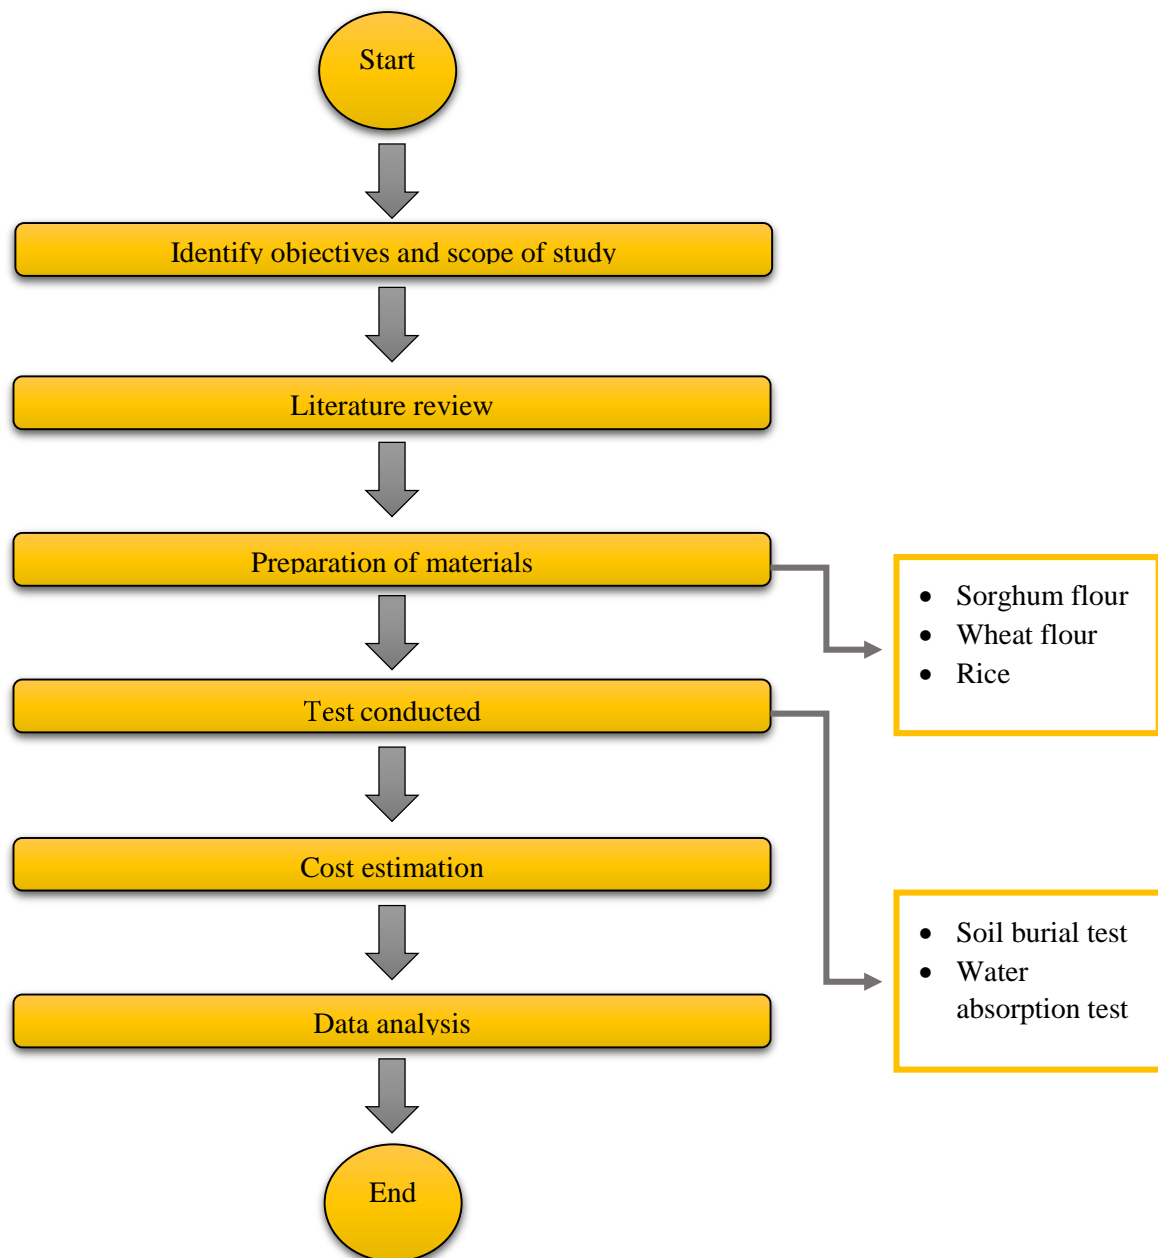 Start
Identify objectives and scope of study
Literature review
Preparation of materials
• Sorghum flour
• Wheat flour
• Rice
Test conducted
Cost estimation
• Soil burial test
• Water
absorption test
Data analysis
End